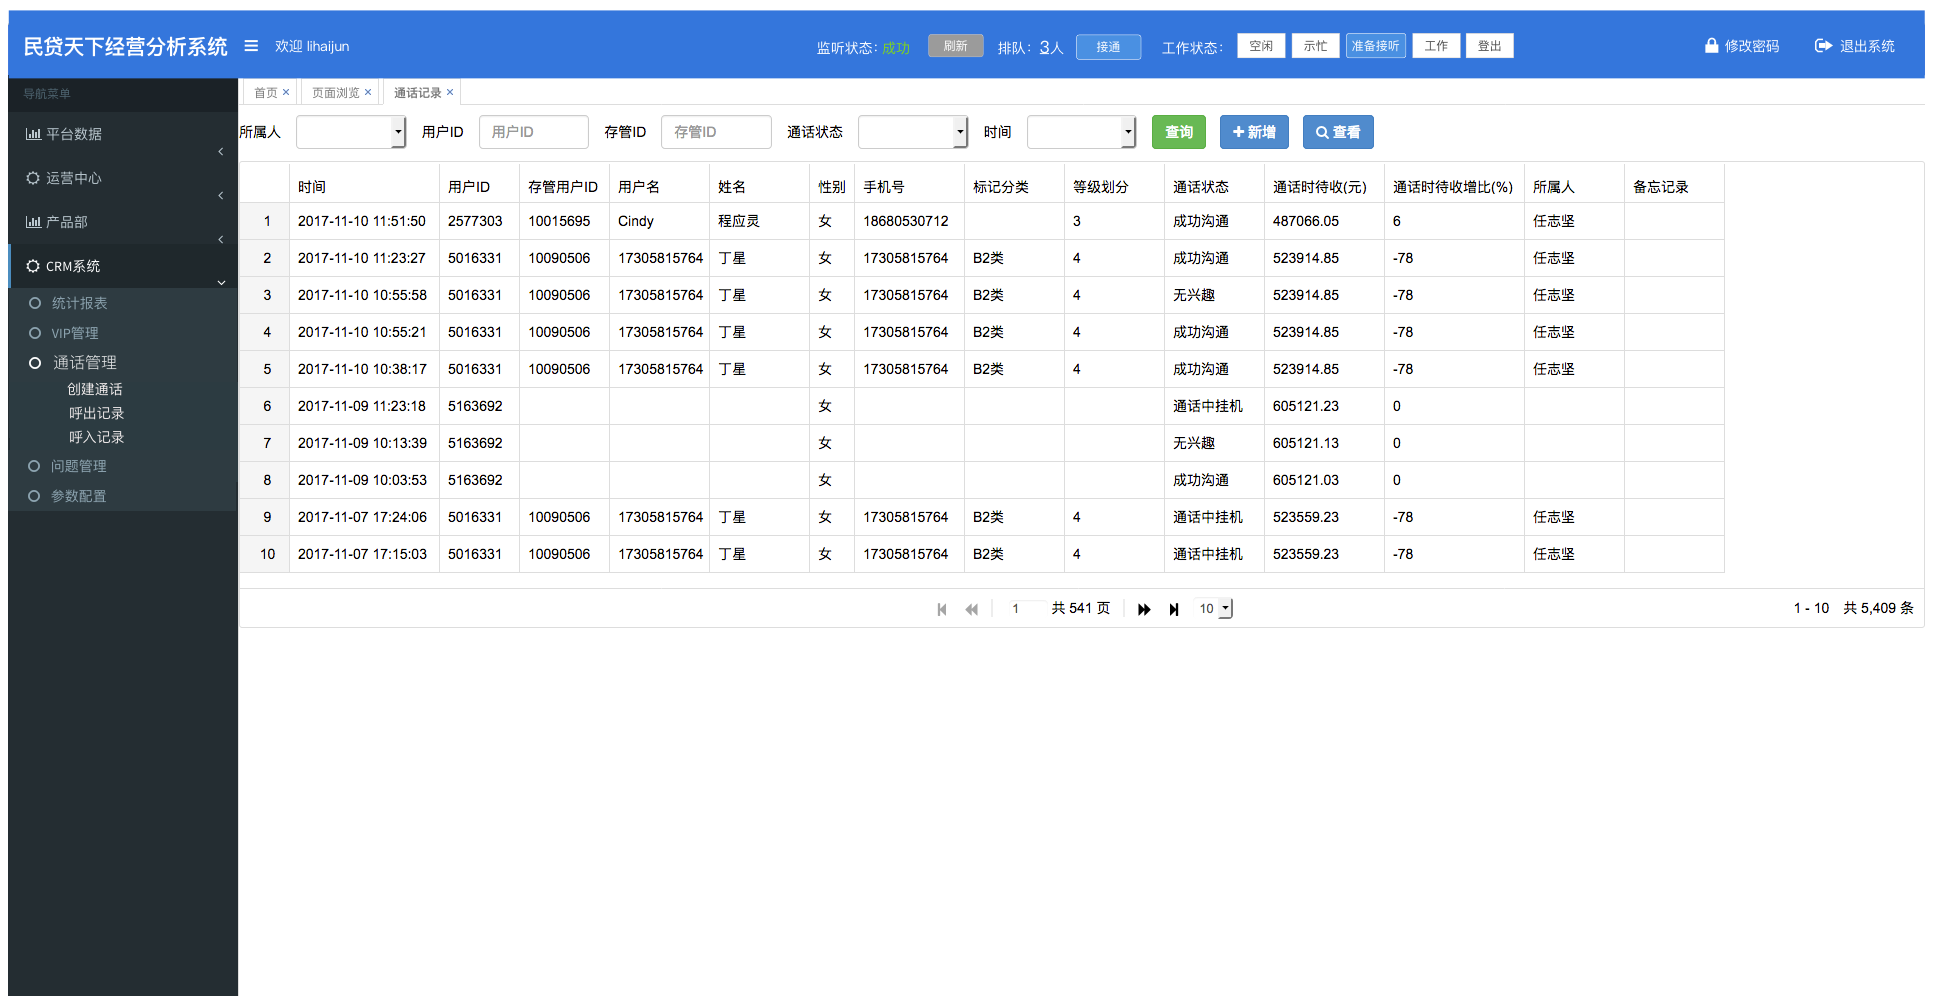 民贷天下经营分析系统 欢迎 lihaijun 监听状态：成功 刷新 排队：3人 接通 工作状态： 空闲 示忙 准备接听 工作 登出 修改密码 退出系统
导航菜单
平台数据
运营中心
产品部
CRM系统
统计报表
VIP管理
通话管理
创建通话
呼出记录
呼入记录
问题管理
参数配置
首页 × 页面浏览 × 通话记录 ×
所属人 用户ID 用户ID 存管ID 存管ID 通话状态 时间 查询 新增 查看
时间 用户ID 存管用户ID 用户名 姓名 性别 手机号 标记分类 等级划分 通话状态 通话时待收(元) 通话时待收增比(%) 所属人 备忘记录
1 2017-11-10 11:51:50 2577303 10015695 Cindy 程应灵 女 18680530712 3 成功沟通 487066.05 6 任志坚
2 2017-11-10 11:23:27 5016331 10090506 17305815764 丁星 女 17305815764 B2类 4 成功沟通 523914.85 -78 任志坚
3 2017-11-10 10:55:58 5016331 10090506 17305815764 丁星 女 17305815764 B2类 4 无兴趣 523914.85 -78 任志坚
4 2017-11-10 10:55:21 5016331 10090506 17305815764 丁星 女 17305815764 B2类 4 成功沟通 523914.85 -78 任志坚
5 2017-11-10 10:38:17 5016331 10090506 17305815764 丁星 女 17305815764 B2类 4 成功沟通 523914.85 -78 任志坚
6 2017-11-09 11:23:18 5163692 女 通话中挂机 605121.23 0
7 2017-11-09 10:13:39 5163692 女 无兴趣 605121.13 0
8 2017-11-09 10:03:53 5163692 女 成功沟通 605121.03 0
9 2017-11-07 17:24:06 5016331 10090506 17305815764 丁星 女 17305815764 B2类 4 通话中挂机 523559.23 -78 任志坚
10 2017-11-07 17:15:03 5016331 10090506 17305815764 丁星 女 17305815764 B2类 4 通话中挂机 523559.23 -78 任志坚
1 共 541 页 10 1 - 10 共 5,409 条